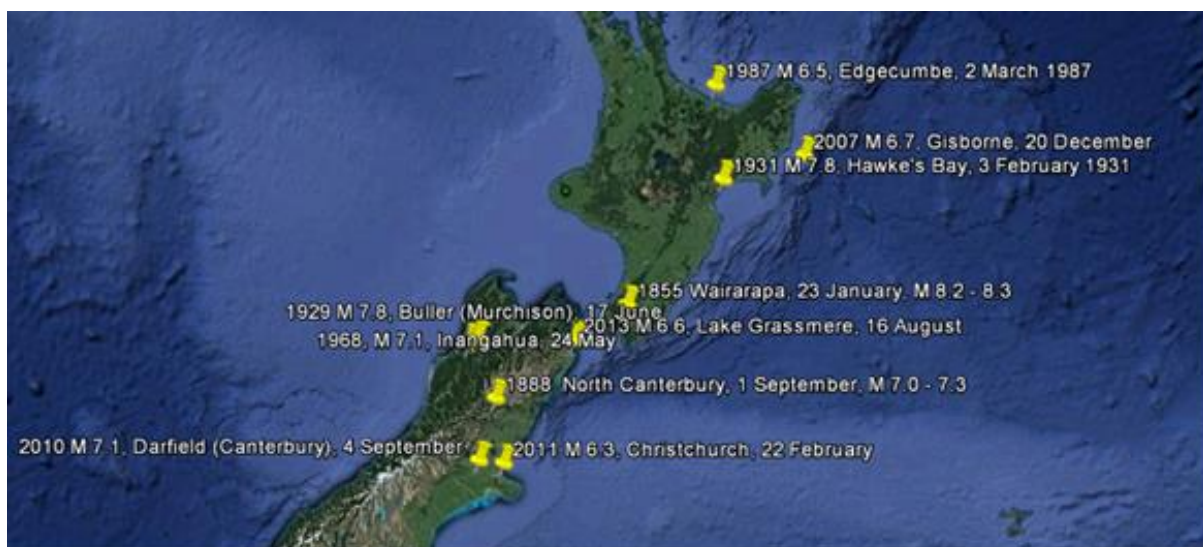 1987 M 6.5, Edgecumbe, 2 March 1987
2007 M 6.7, Gisborne, 20 December
1931 M 7.8, Hawke's Bay, 3 February 1931
1855 Wairarapa, 23 January, M 8.2 - 8.3
1929 M 7.8, Buller (Murchison), 17 June
2013 M 6.6, Lake Grassmere, 16 August
1968, M 7.1, Inangahua, 24 May
1888 North Canterbury, 1 September, M 7.0 - 7.3
2010 M 7.1, Darfield (Canterbury), 4 September
2011 M 6.3, Christchurch, 22 February